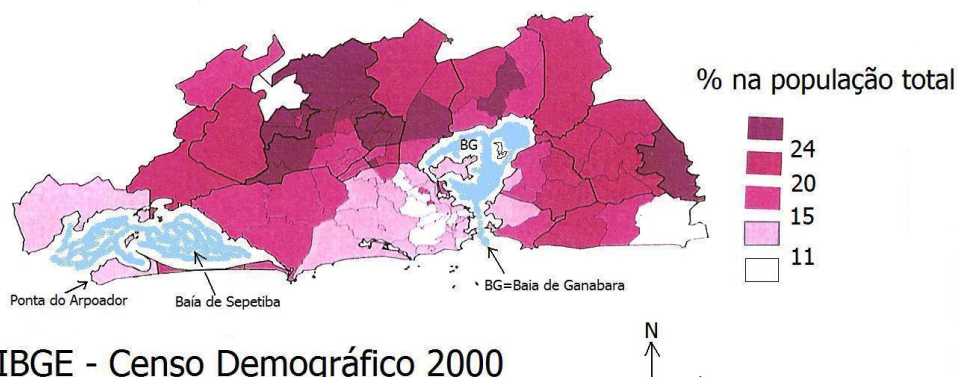 % na população total
24
20
15
11
BG
Ponta do Arpoador
Baía de Sepetiba
BG=Baia de Ganabara
N
IBGE - Censo Demográfico 2000